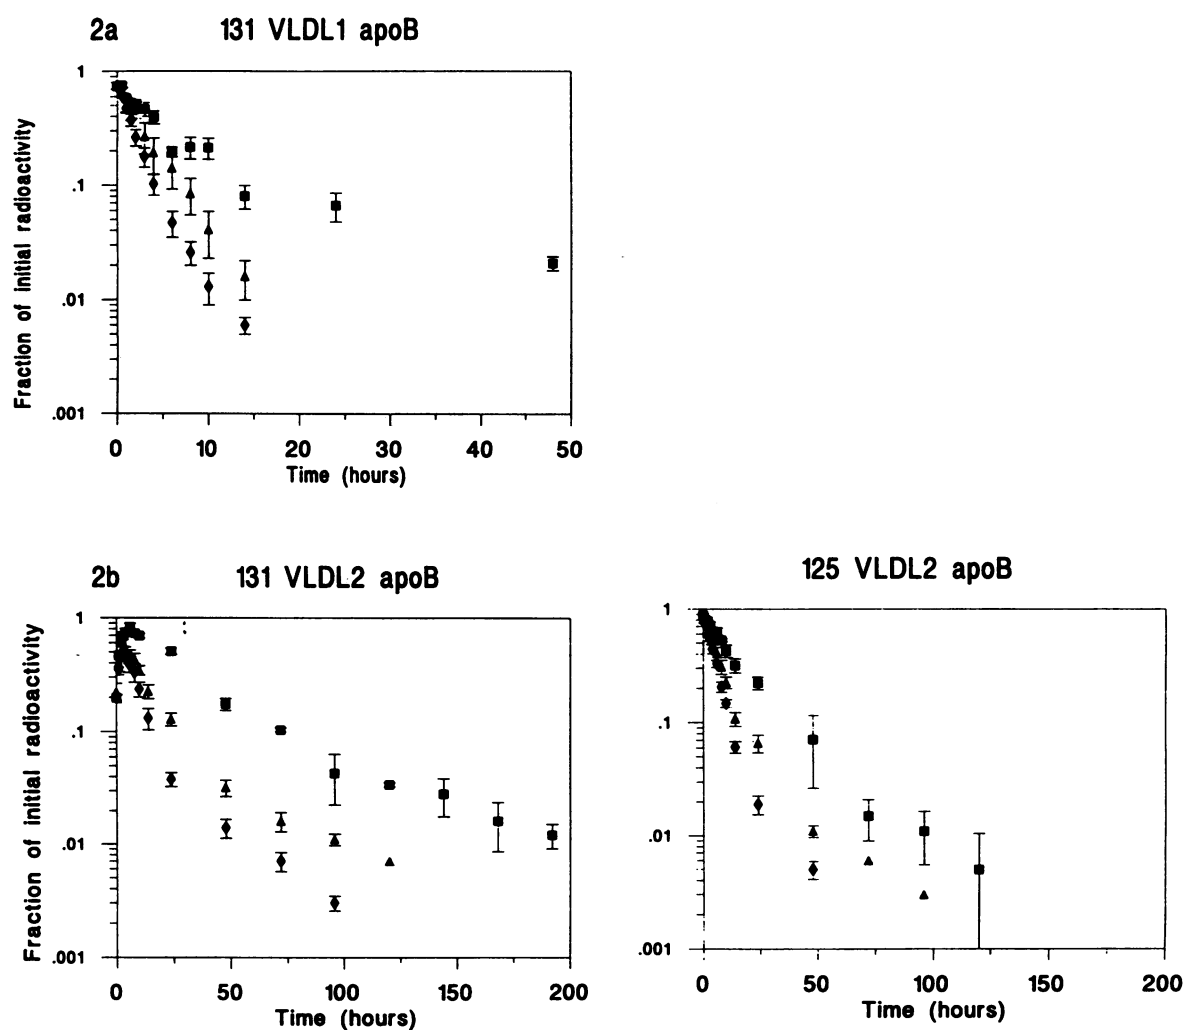 2a 131 VLDL1 apoB
1
.1
.01
.001
Fraction of initial radioactivity
0 10 20 30 40 50
Time (hours)
2b 131 VLDL2 apoB
1
.1
.01
.001
Fraction of initial radioactivity
0 50 100 150 200
Time (hours)
125 VLDL2 apoB
1
.1
.01
.001
0 50 100 150 200
Time (hours)